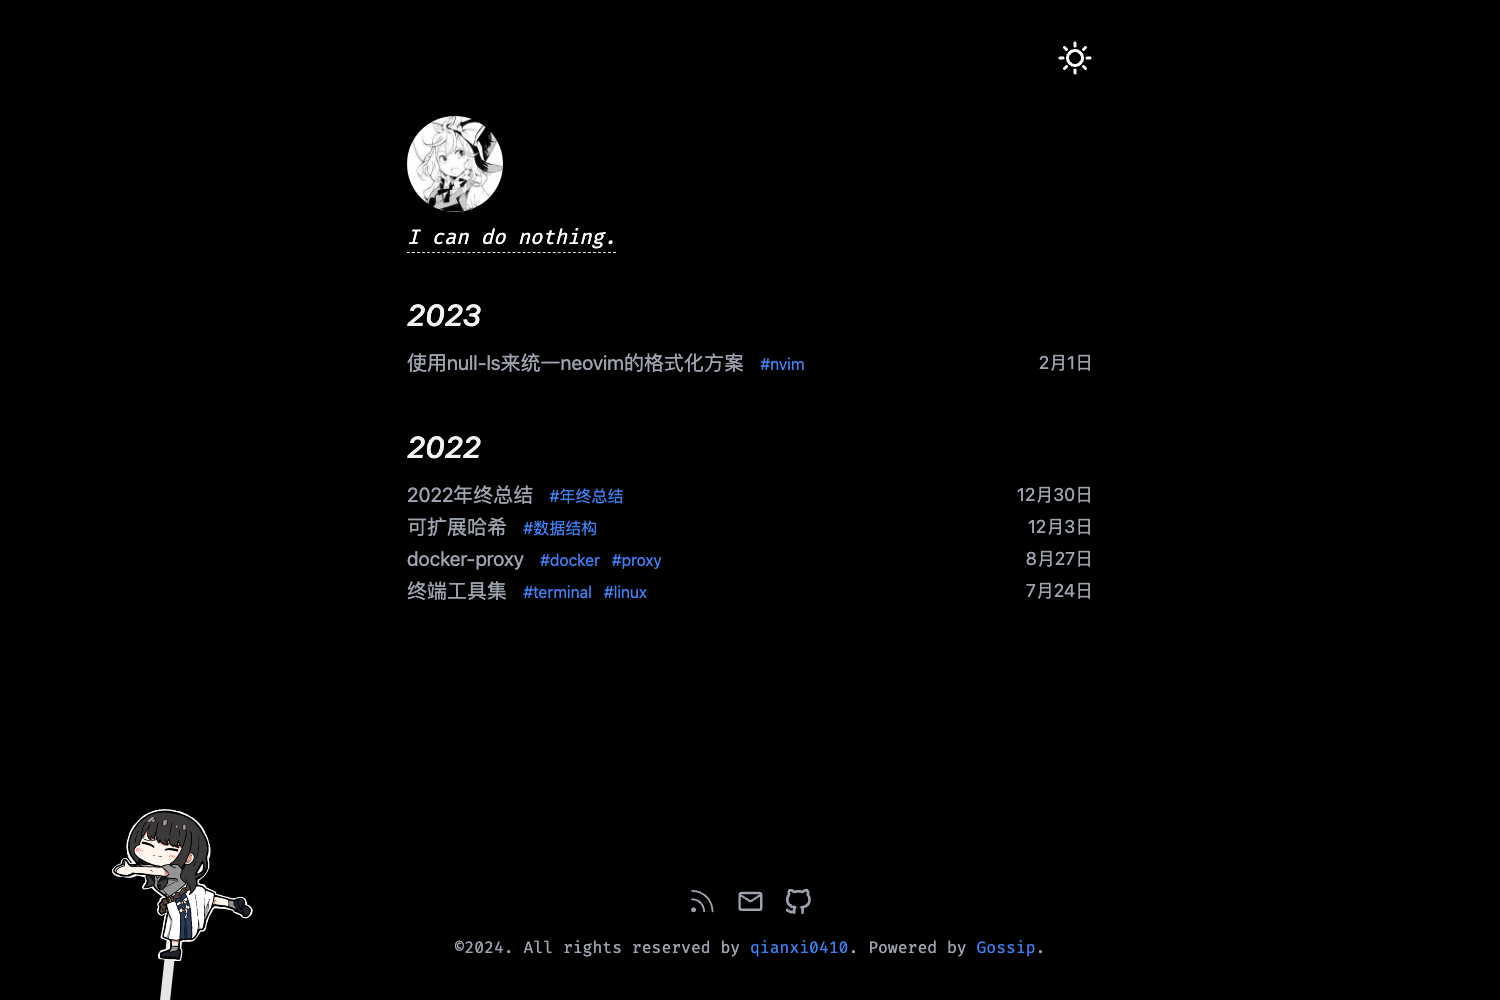 I can do nothing.
2023
使用null-ls来统一neovim的格式化方案 #nvim 2月1日
2022
2022年终总结 #年终总结 12月30日
可扩展哈希 #数据结构 12月3日
docker-proxy #docker #proxy 8月27日
终端工具集 #terminal #linux 7月24日
©2024. All rights reserved by qianxi0410. Powered by Gossip.